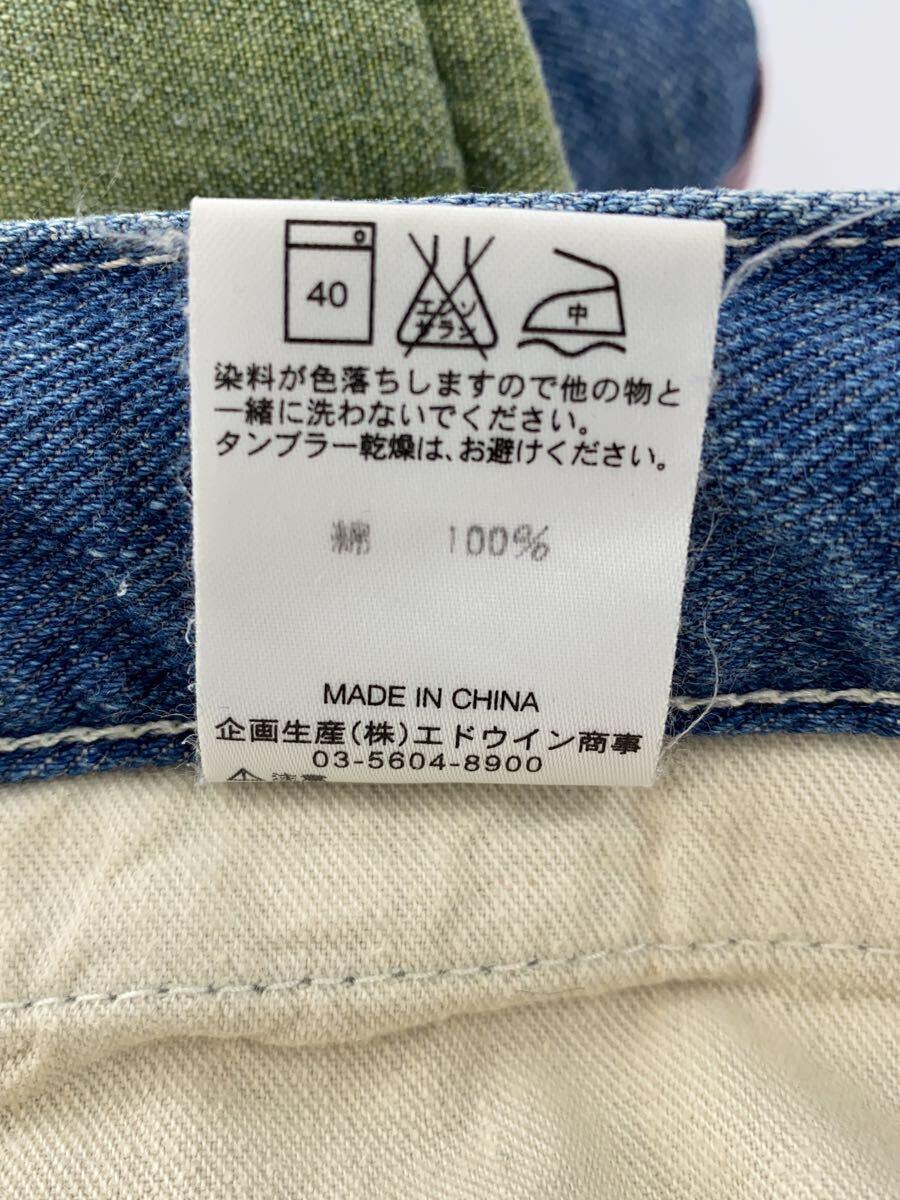 40
エンソ
サラシ
中
染料が色落ちしますので他の物と
一緒に洗わないでください。
タンブラー乾燥は、お避けください。
綿 100%
MADE IN CHINA
企画生産(株)エドウイン商事
03-5604-8900
注意